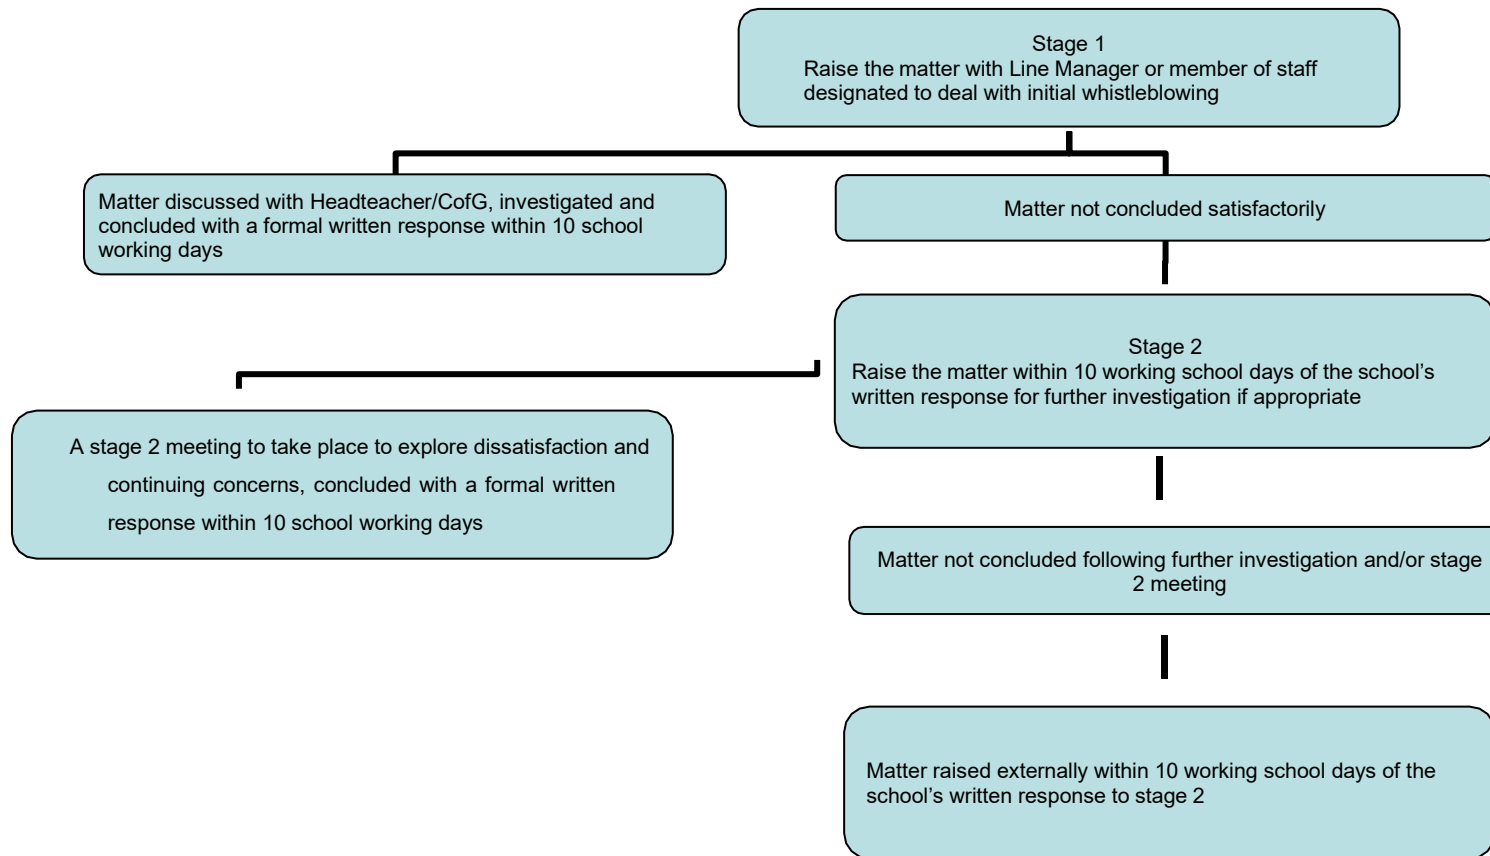 Stage 1
Raise the matter with Line Manager or member of staff
designated to deal with initial whistleblowing
Matter discussed with Headteacher/CofG, investigated and
concluded with a formal written response within 10 school
working days
Matter not concluded satisfactorily
Stage 2
Raise the matter within 10 working school days of the school’s
written response for further investigation if appropriate
A stage 2 meeting to take place to explore dissatisfaction and
continuing concerns, concluded with a formal written
response within 10 school working days
Matter not concluded following further investigation and/or stage
2 meeting
Matter raised externally within 10 working school days of the
school’s written response to stage 2